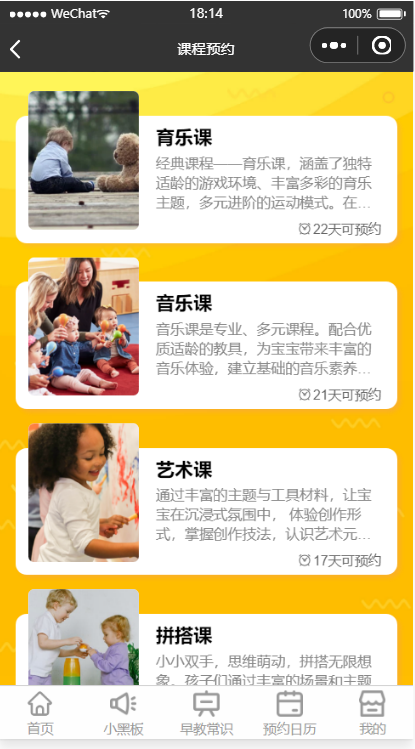 WeChat
18:14
100%
课程预约
育乐课
经典课程——育乐课，涵盖了独特
适龄的游戏环境、丰富多彩的育乐
主题，多元进阶的运动模式。在...
22天可预约
音乐课
音乐课是专业、多元课程。配合优
质适龄的教具，为宝宝带来丰富的
音乐体验，建立基础的音乐素养...
21天可预约
艺术课
通过丰富的主题与工具材料，让宝
宝在沉浸式氛围中， 体验创作形
式，掌握创作技法，认识艺术元...
17天可预约
拼搭课
小小双手，思维萌动，拼搭无限想
象。孩子们通过丰富的场景和主题
首页
小黑板
早教常识
预约日历
我的